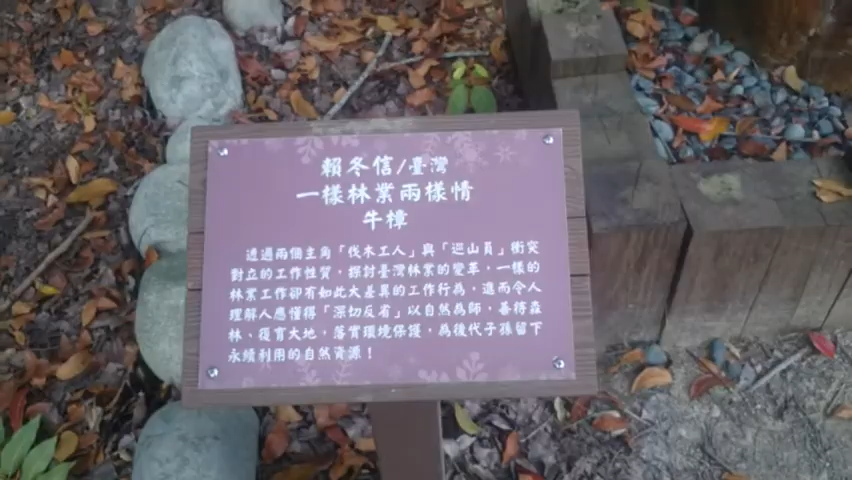 賴冬信/臺灣
一樣林業兩樣情
牛樟
透過兩個主角「伐木工人」與「巡山員」衝突
對立的工作性質，探討臺灣林業的變革，一樣的
林業工作卻有如此大差異的工作行為，進而令人
理解人應懂得「深切反省」以自然為師，善待森
林、復育大地，落實環境保護，為後代子孫留下
永續利用的自然資源！